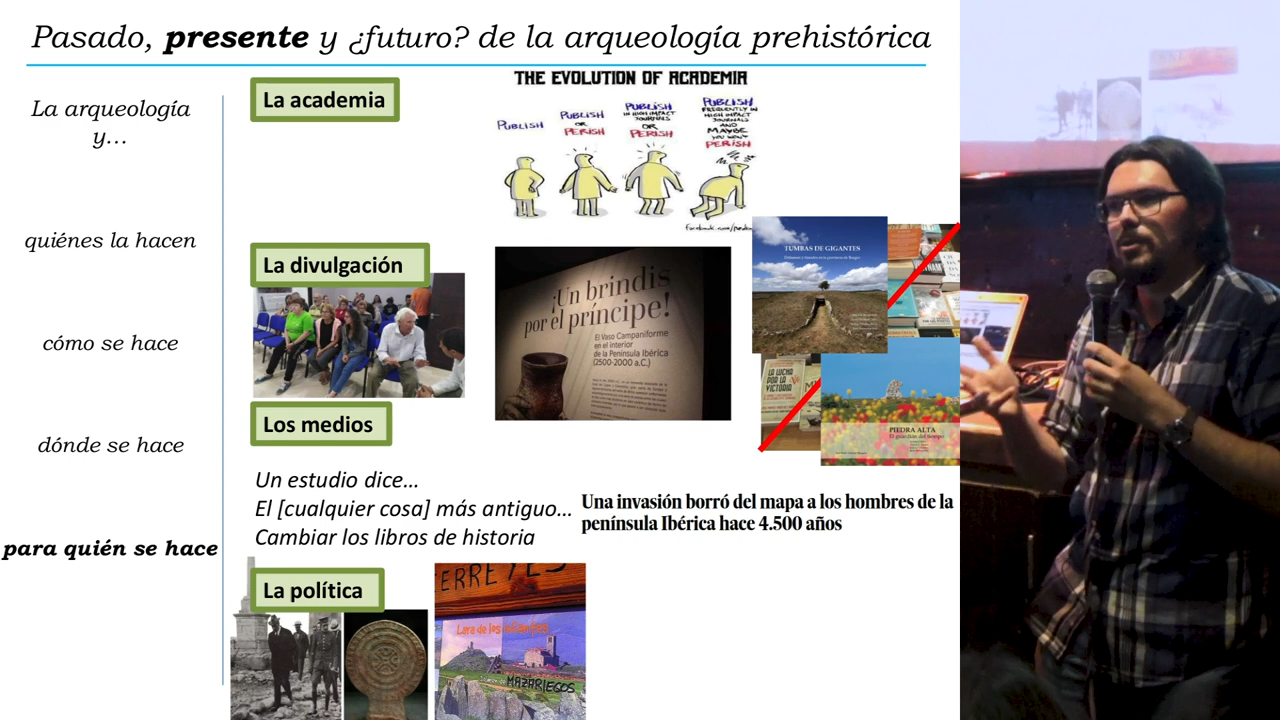 Pasado, presente y ¿futuro? de la arqueología prehistórica
La arqueología
y...
quiénes la hacen
cómo se hace
dónde se hace
para quién se hace
La academia
THE EVOLUTION OF ACADEMIA
PUBLISH
PUBLISH
OR
PERISH
PUBLISH
IN HIGH IMPACT
JOURNALS
OR
PERISH
PUBLISH
FREQUENTLY IN
HIGH IMPACT
JOURNALS
AND
MAYBE
YOU WON'T
PERISH
La divulgación
¡Un brindis
por el príncipe!
El Vaso Campaniforme
en el interior
de la Península Ibérica
(2500-2000 a.C.)
TUMBAS DE GIGANTES
LA LUCHA
POR LA
VICTORIA
PIEDRA ALTA
El guardián del tiempo
Los medios
Un estudio dice...
El [cualquier cosa] más antiguo...
Cambiar los libros de historia
Una invasión borró del mapa a los hombres de la
península Ibérica hace 4.500 años
La política
Lara de los infantes
MAZARIEGOS